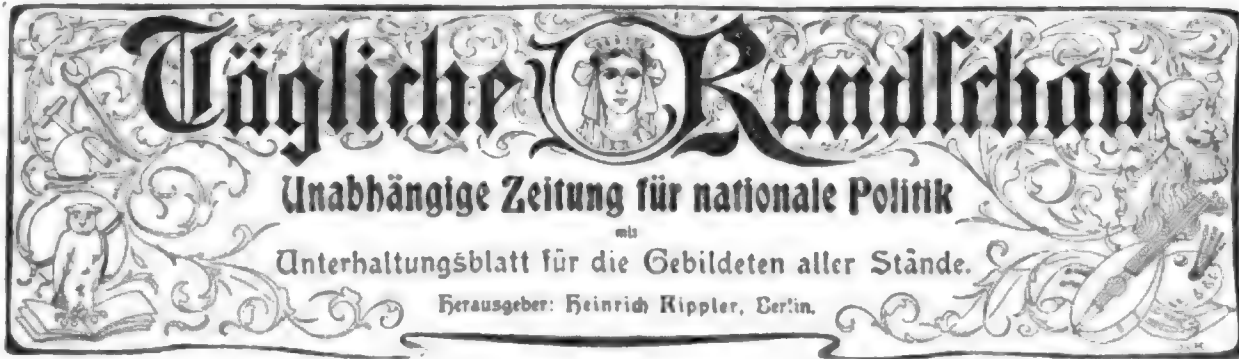 Tägliche Rundschau
Unabhängige Zeitung für nationale Politik
mit
Unterhaltungsblatt für die Gebildeten aller Stände.
Herausgeber: Heinrich Rippler, Berlin.